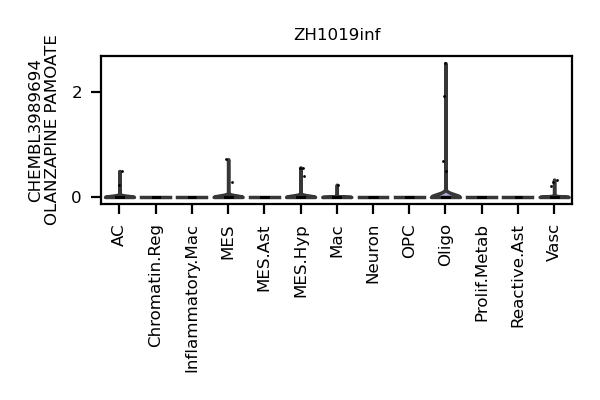 ZH1019inf
CHEMBL3989694
OLANZAPINE PAMOATE
2
0
AC
Chromatin.Reg
Inflammatory.Mac
MES
MES.Ast
MES.Hyp
Mac
Neuron
OPC
Oligo
Prolif.Metab
Reactive.Ast
Vasc